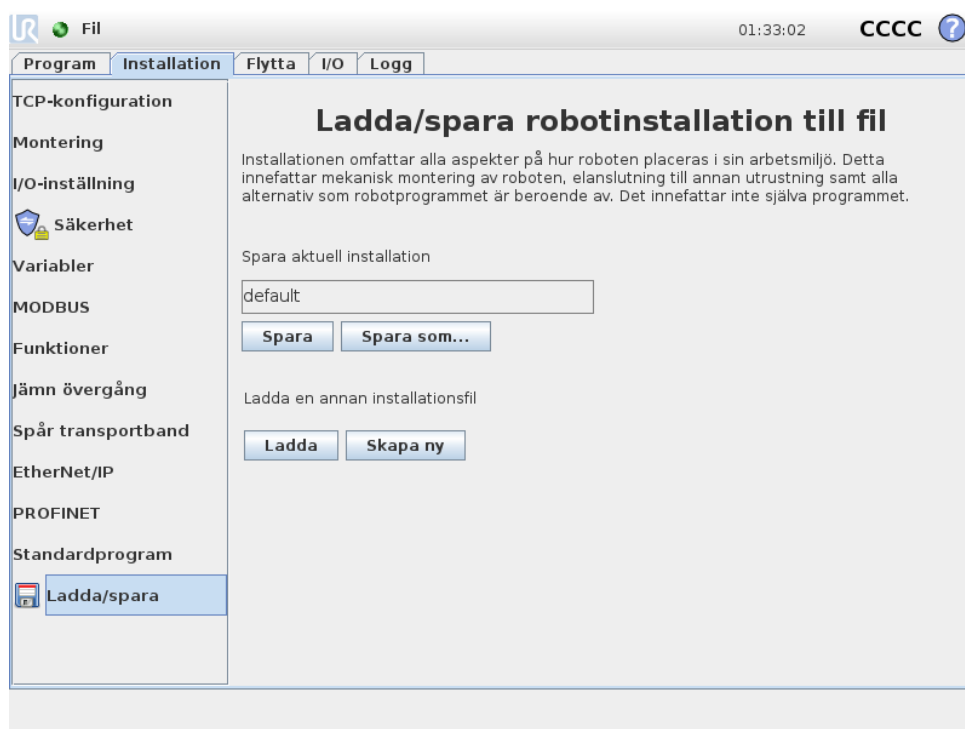 UR Fil 01:33:02 CCCC ?
Program Installation Flytta I/O Logg
TCP-konfiguration
Montering
I/O-inställning
Säkerhet
Variabler
MODBUS
Funktioner
Jämn övergång
Spår transportband
EtherNet/IP
PROFINET
Standardprogram
Ladda/spara
Ladda/spara robotinstallation till fil
Installationen omfattar alla aspekter på hur roboten placeras i sin arbetsmiljö. Detta
innefattar mekanisk montering av roboten, elanslutning till annan utrustning samt alla
alternativ som robotprogrammet är beroende av. Det innefattar inte själva programmet.
Spara aktuell installation
default
Spara Spara som...
Ladda en annan installationsfil
Ladda Skapa ny